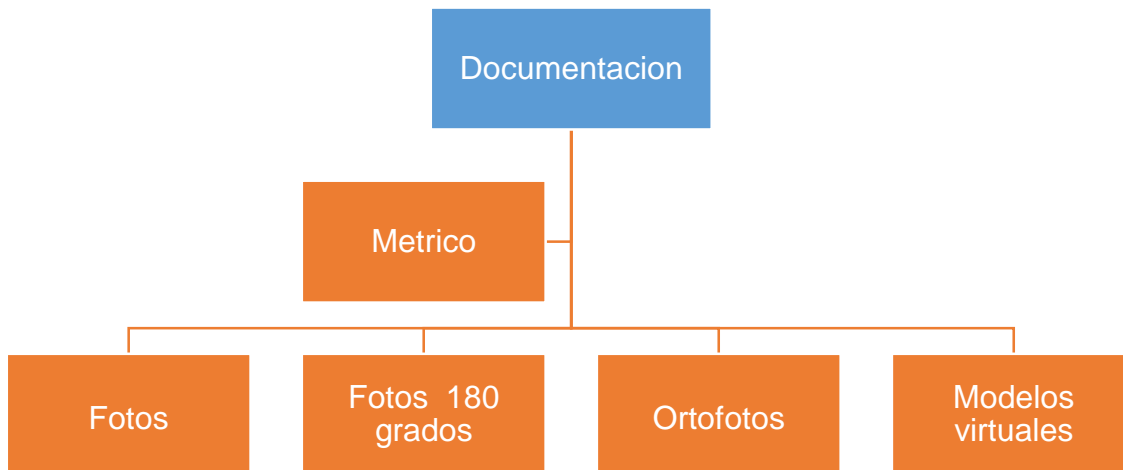 Documentacion
Metrico
Fotos
Fotos 180
grados
Ortofotos
Modelos
virtuales